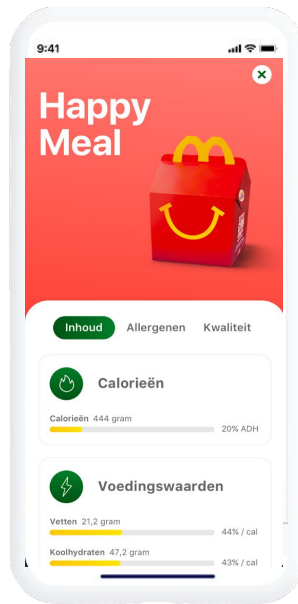 9:41
Happy
Meal
Inhoud Allergenen Kwaliteit
Calorieën
Calorieën 444 gram
20% ADH
Voedingswaarden
Vetten 21,2 gram
44% / cal
Koolhydraten 47,2 gram
43% / cal